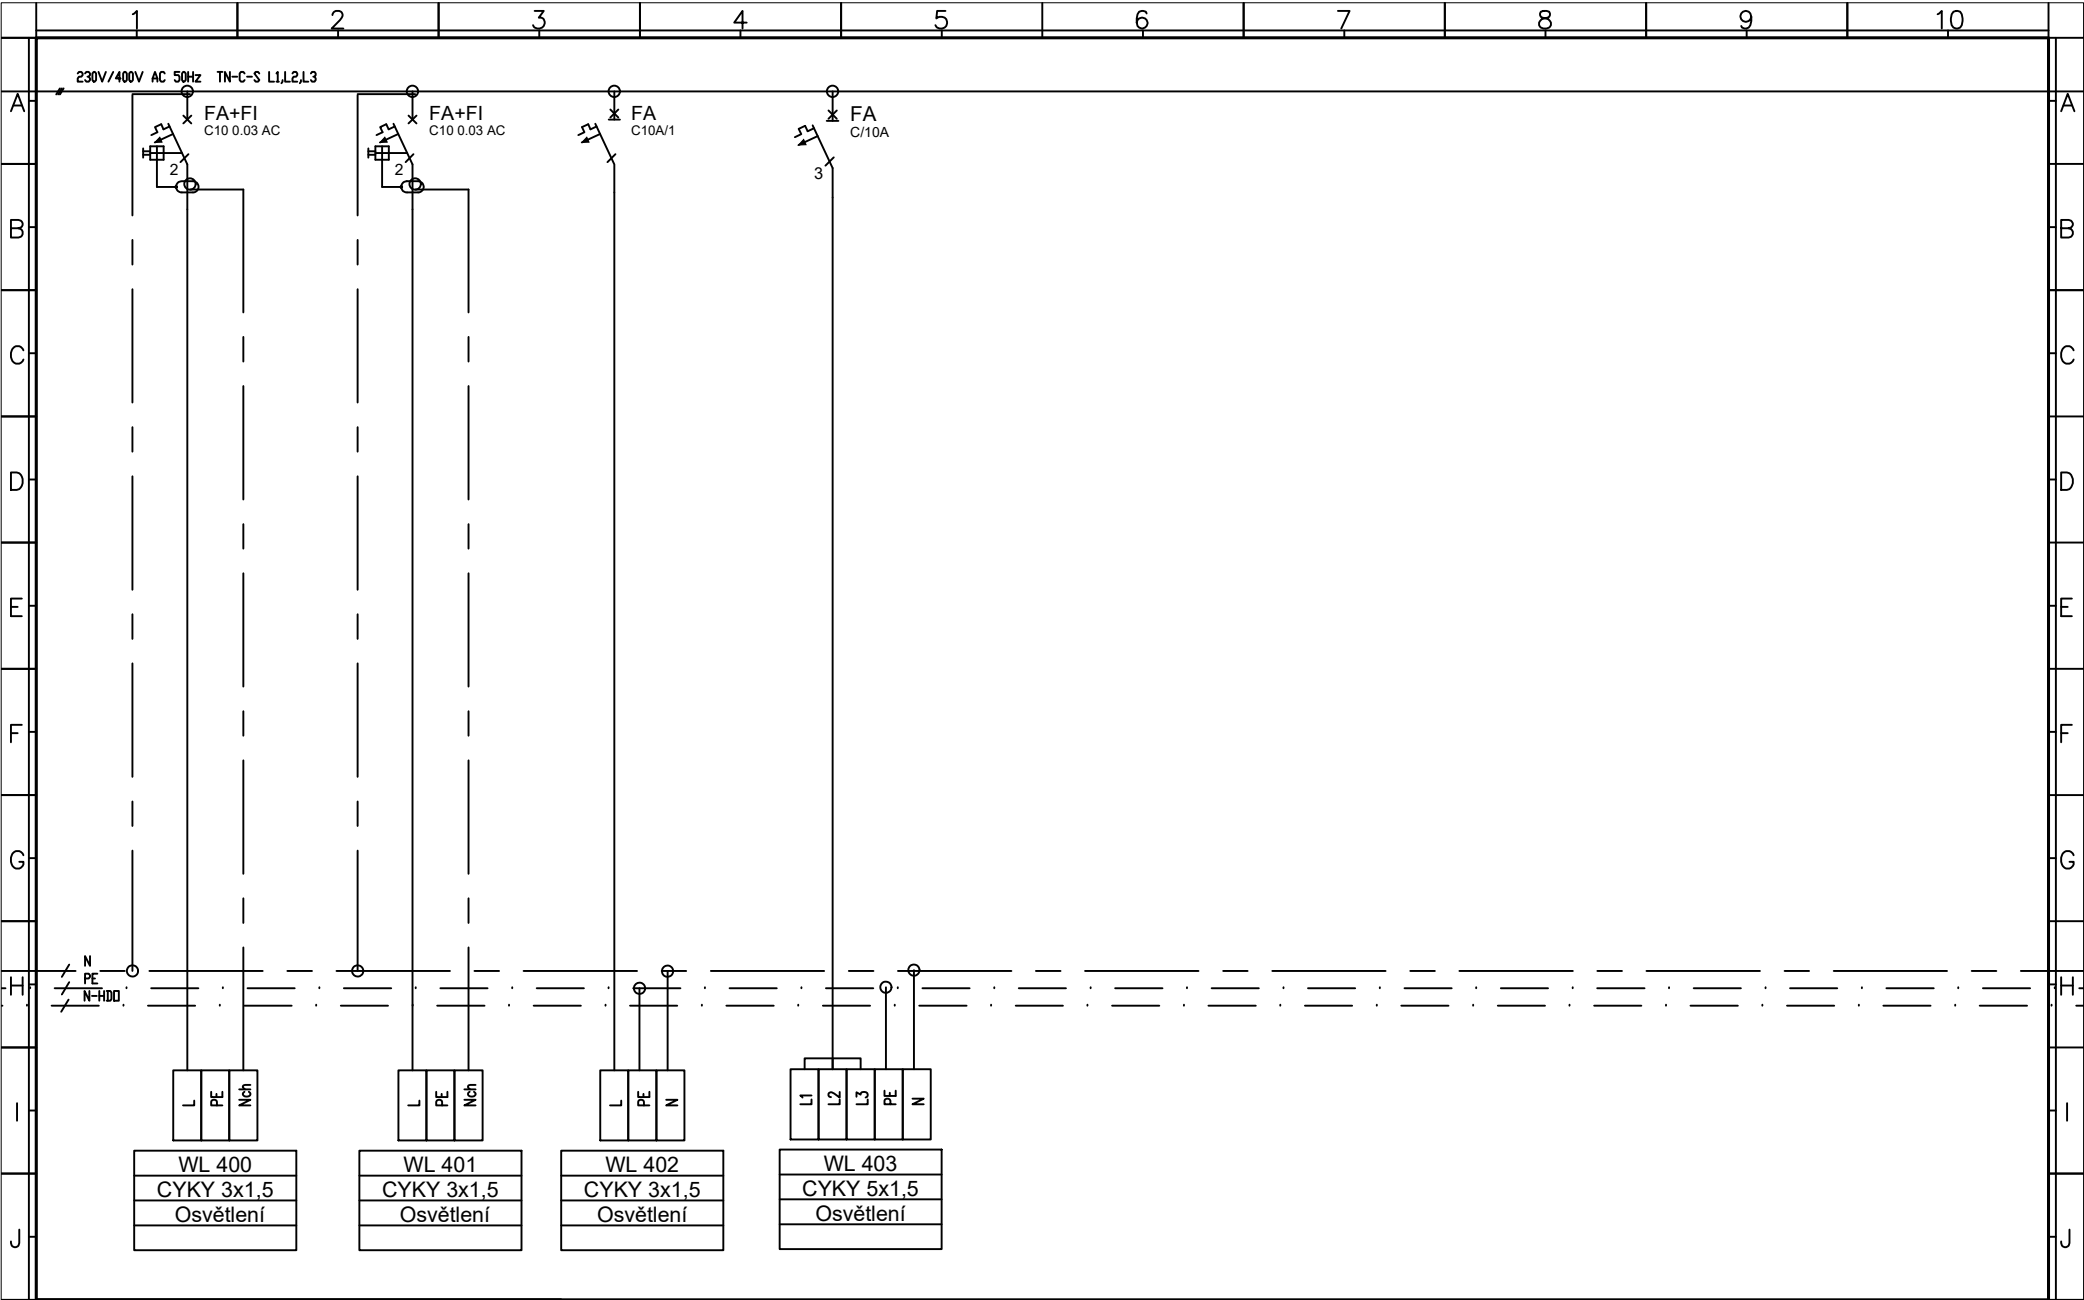 1 2 3 4 5 6 7 8 9 10
230V/400V AC 50Hz TN-C-S L1,L2,L3
A A
FA+FI FA+FI FA FA
C10 0.03 AC C10 0.03 AC C10A/1 C/10A
2 2 3
B B
C C
D D
E E
F F
G G
N
PE
H H
N-HDO
L PE Nch L PE Nch L PE N L1 L2 L3 PE N
I I
WL 400 WL 401 WL 402 WL 403
CYKY 3x1,5 CYKY 3x1,5 CYKY 3x1,5 CYKY 5x1,5
Osvětlení Osvětlení Osvětlení Osvětlení
J J